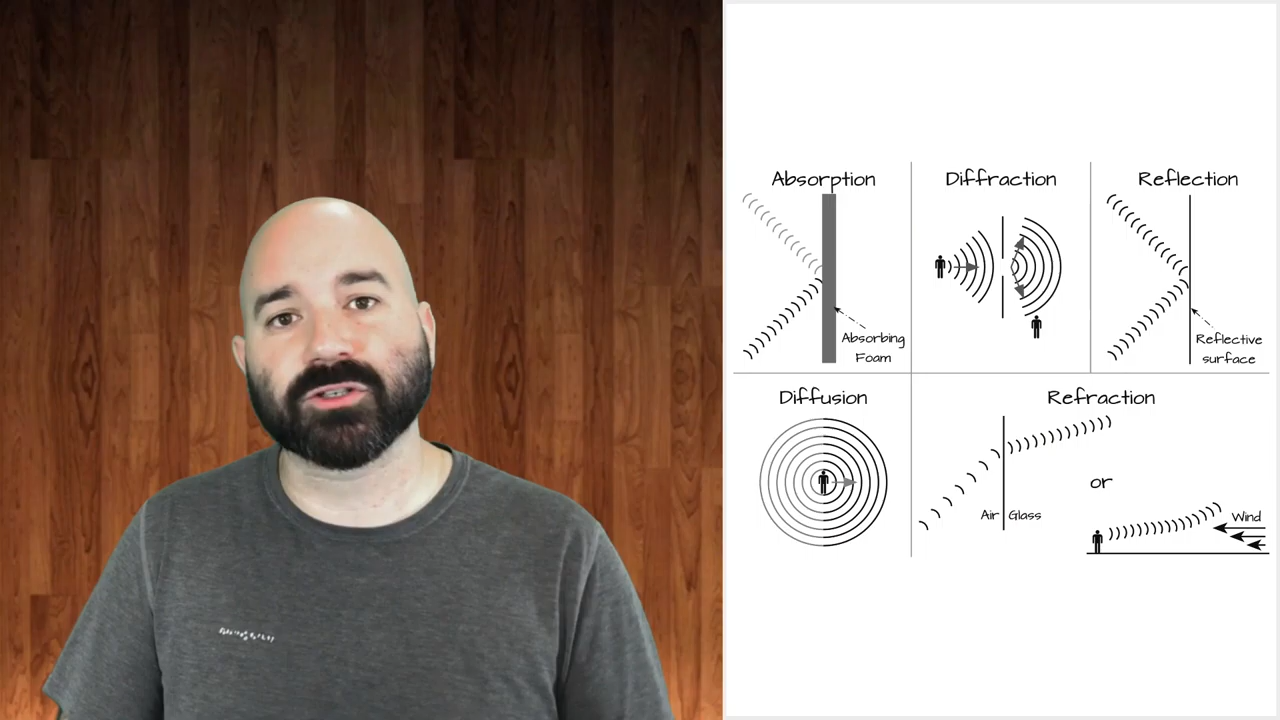 Absorption
Absorbing
Foam
Diffraction
Reflection
Reflective
surface
Diffusion
Refraction
Air
Glass
or
Wind